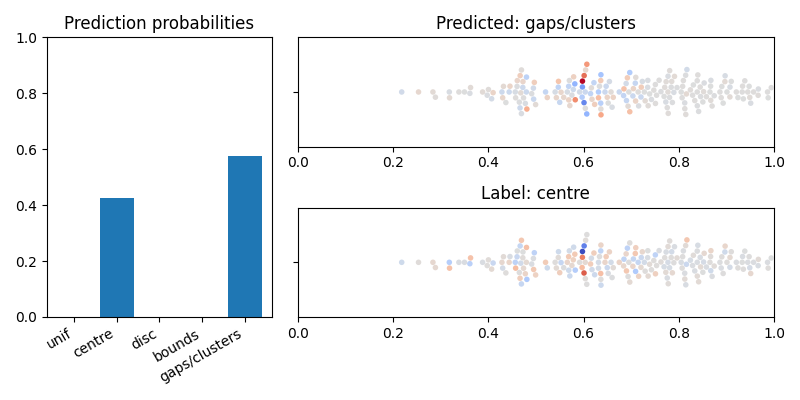 Prediction probabilities
1.0
0.8
0.6
0.4
0.2
0.0
unif
centre
disc
bounds
gaps/clusters
Predicted: gaps/clusters
0.0 0.2 0.4 0.6 0.8 1.0
Label: centre
0.0 0.2 0.4 0.6 0.8 1.0